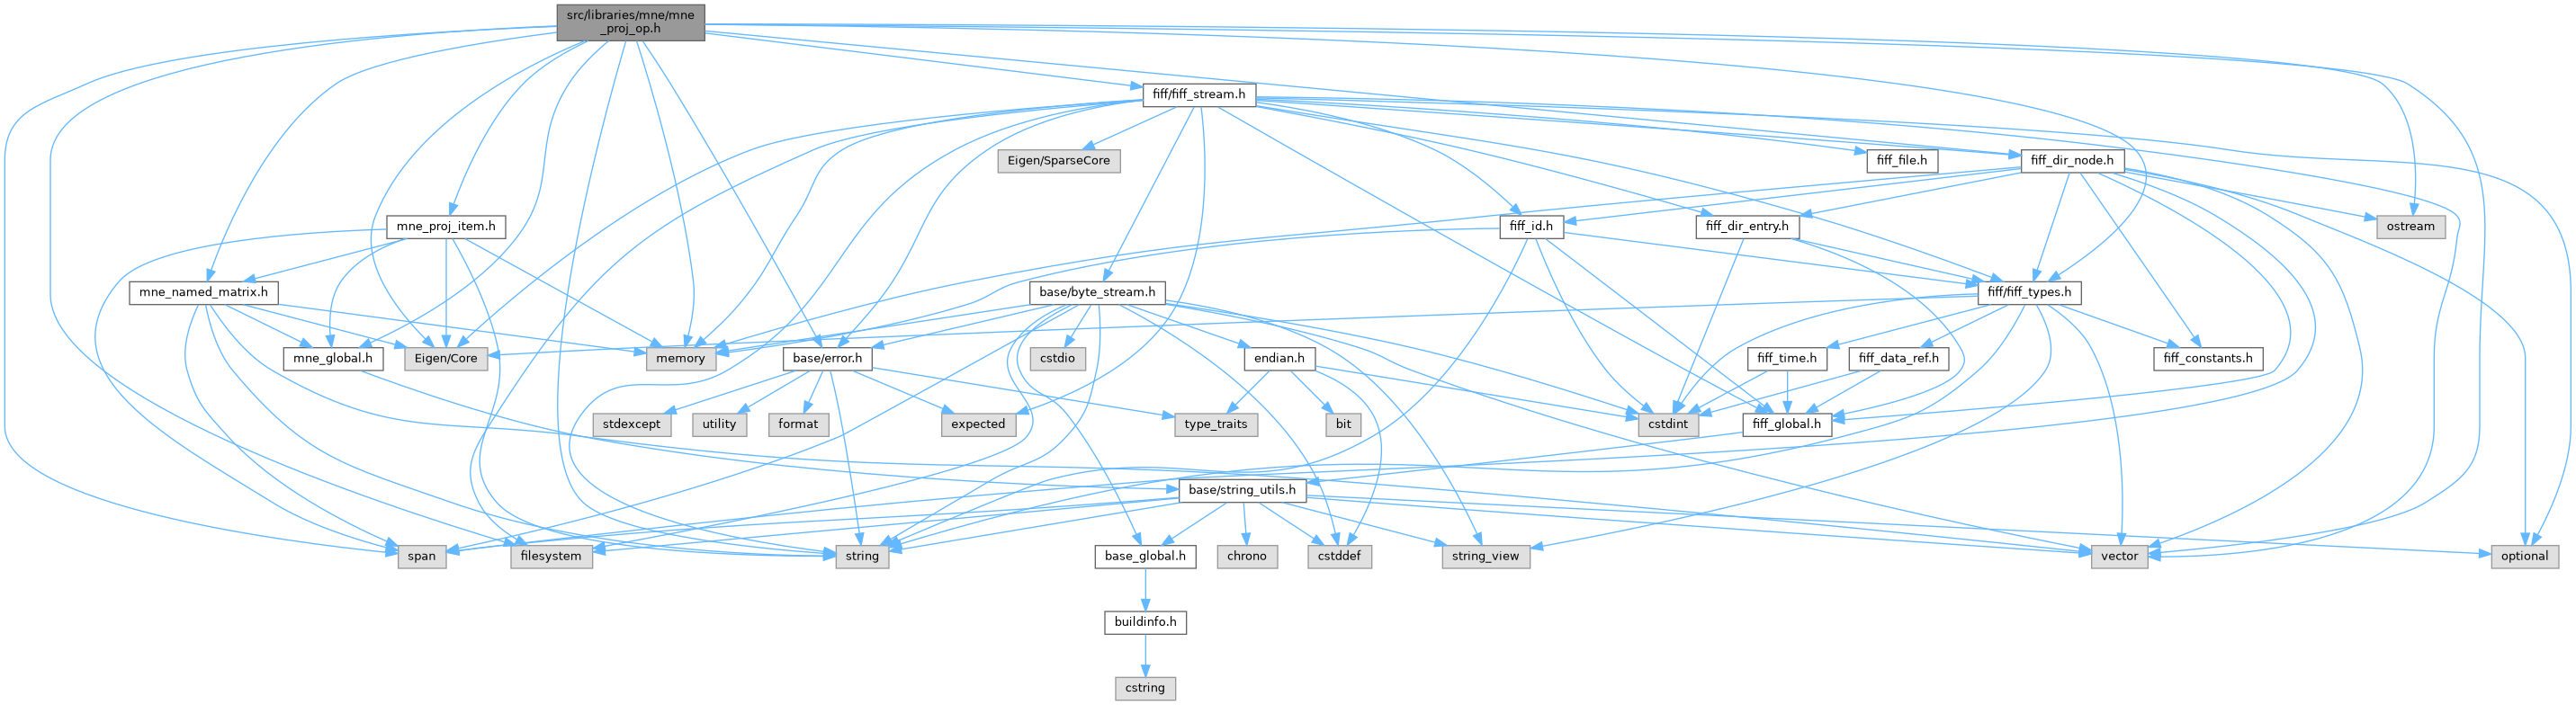 src/libraries/mne/mne
_proj_op.h
fiff/fiff_stream.h
Eigen/SparseCore
fiff_file.h
fiff_dir_node.h
mne_proj_item.h
fiff_id.h
fiff_dir_entry.h
ostream
mne_named_matrix.h
base/byte_stream.h
fiff/fiff_types.h
mne_global.h
Eigen/Core
memory
base/error.h
cstdio
endian.h
fiff_time.h
fiff_data_ref.h
fiff_constants.h
stdexcept
utility
format
expected
type_traits
bit
cstdint
fiff_global.h
base/string_utils.h
span
filesystem
string
base_global.h
chrono
cstddef
string_view
vector
optional
buildinfo.h
cstring